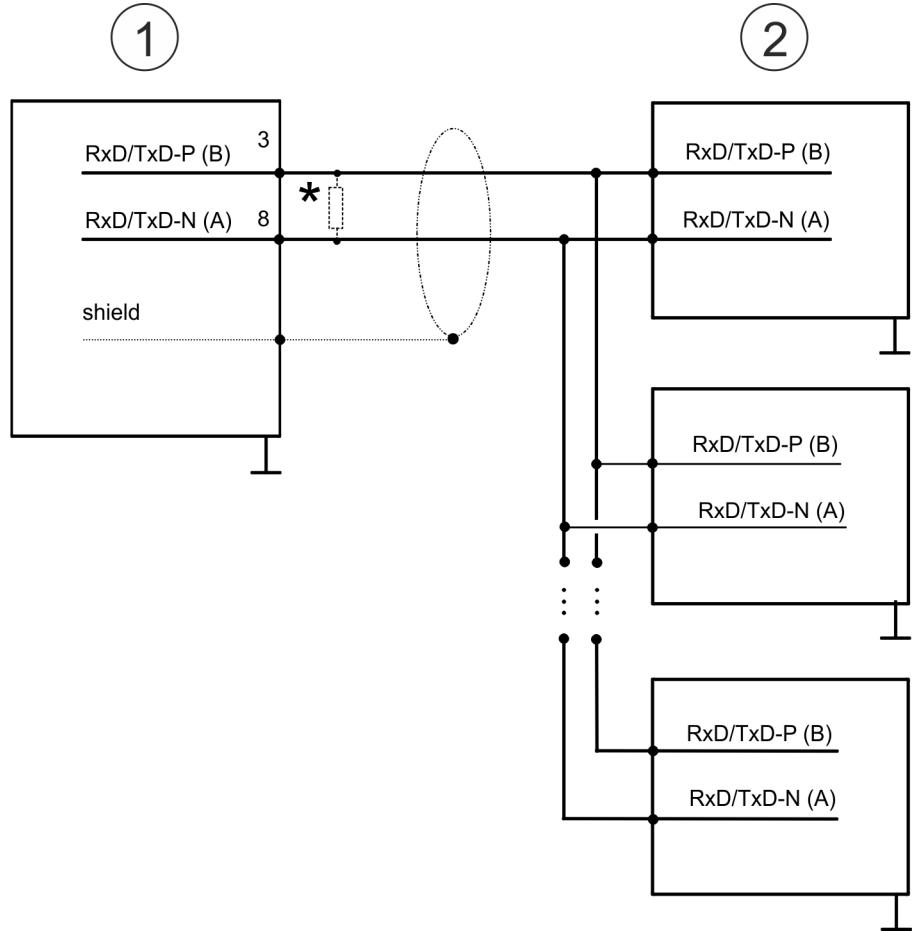 1
2
RxD/TxD-P (B)
3
RxD/TxD-N (A)
8
shield
*
RxD/TxD-P (B)
RxD/TxD-N (A)
RxD/TxD-P (B)
RxD/TxD-N (A)
RxD/TxD-P (B)
RxD/TxD-N (A)